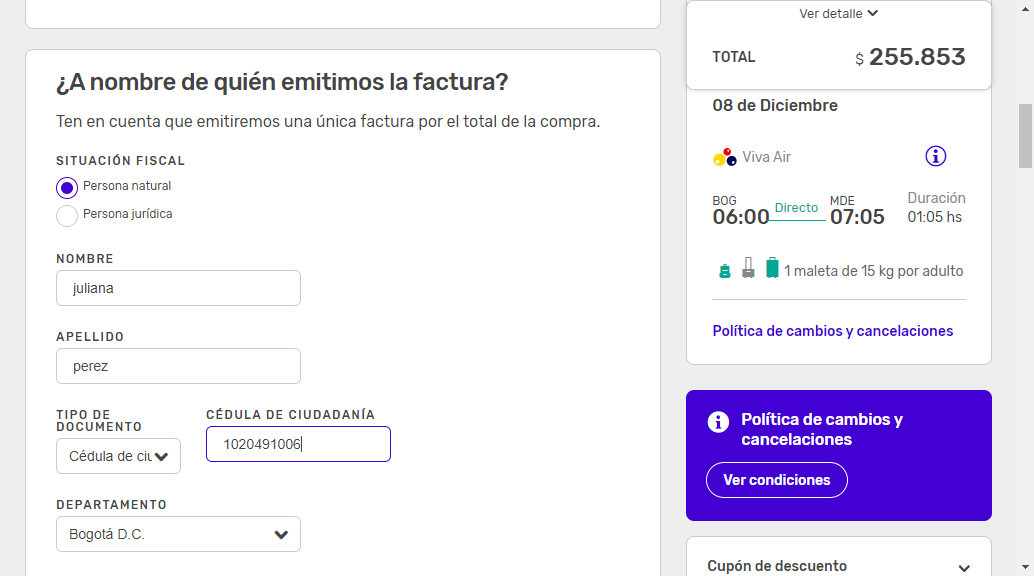 ¿A nombre de quién emitimos la factura?
Ten en cuenta que emitiremos una única factura por el total de la compra.
SITUACIÓN FISCAL
Persona natural
Persona jurídica
NOMBRE
juliana
APELLIDO
perez
TIPO DE
DOCUMENTO
Cédula de ciu
CÉDULA DE CIUDADANÍA
1020491006
DEPARTAMENTO
Bogotá D.C.
Ver detalle
TOTAL $ 255.853
08 de Diciembre
Viva Air
BOG MDE Duración
06:00 Directo 07:05 01:05 hs
1 maleta de 15 kg por adulto
Política de cambios y cancelaciones
Política de cambios y
cancelaciones
Ver condiciones
Cupón de descuento